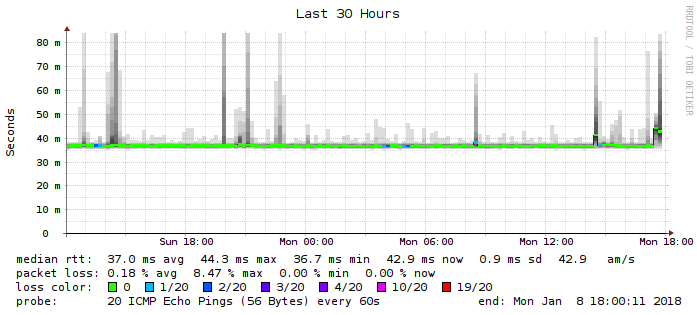 Last 30 Hours
RRDTOOL / TOBI OETIKER
Seconds
80 m
70 m
60 m
50 m
40 m
30 m
20 m
10 m
0
Sun 18:00 Mon 00:00 Mon 06:00 Mon 12:00 Mon 18:00
median rtt: 37.0 ms avg 44.3 ms max 36.7 ms min 42.9 ms now 0.9 ms sd 42.9 am/s
packet loss: 0.18 % avg 8.47 % max 0.00 % min 0.00 % now
loss color: 0 1/20 2/20 3/20 4/20 10/20 19/20
probe: 20 ICMP Echo Pings (56 Bytes) every 60s end: Mon Jan 8 18:00:11 2018